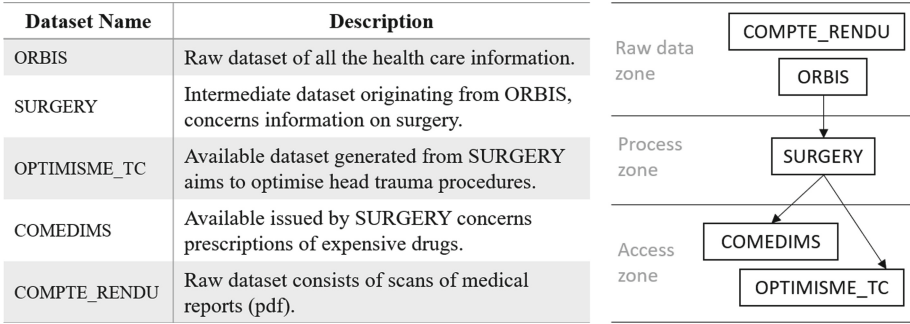 Dataset Name Description
ORBIS Raw dataset of all the health care information.
SURGERY Intermediate dataset originating from ORBIS,
concerns information on surgery.
OPTIMISME_TC Available dataset generated from SURGERY
aims to optimise head trauma procedures.
COMEDIMS Available issued by SURGERY concerns
prescriptions of expensive drugs.
COMPTE_RENDU Raw dataset consists of scans of medical
reports (pdf).
Raw data
zone
COMPTE_RENDU
ORBIS
Process
zone
SURGERY
Access
zone
COMEDIMS
OPTIMISME_TC